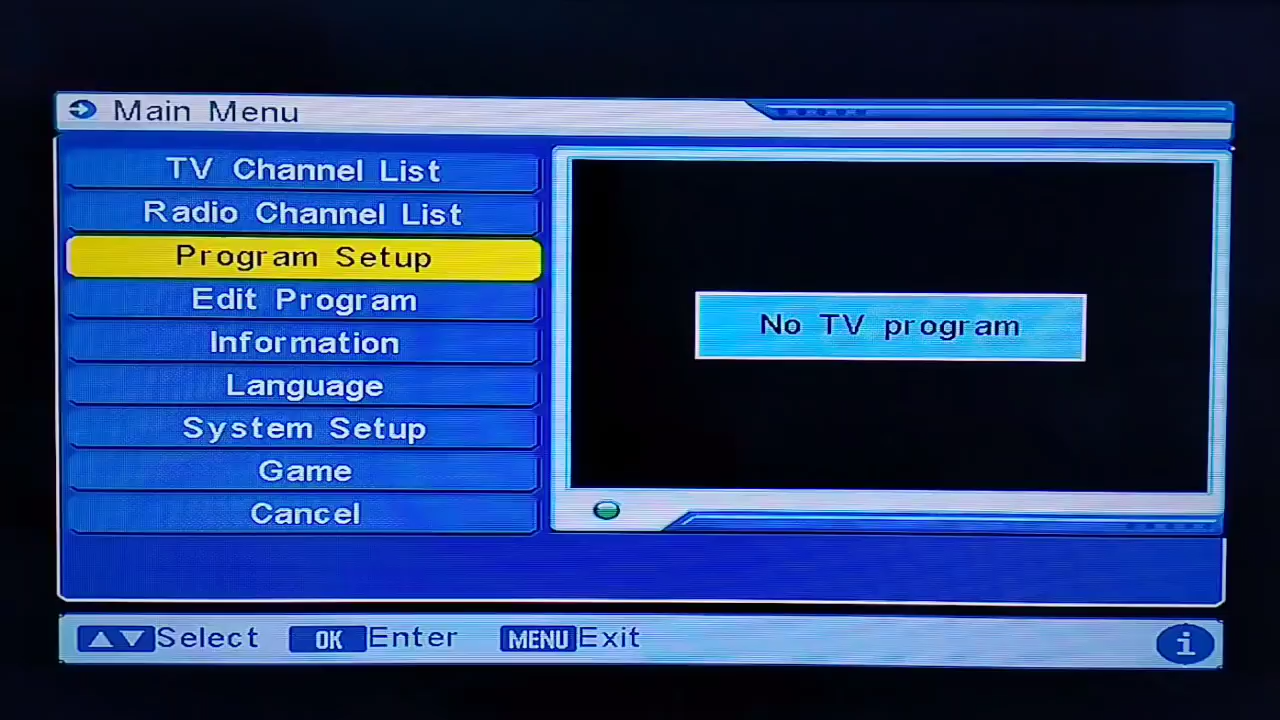 Main Menu
TV Channel List
Radio Channel List
Program Setup
Edit Program
Information
Language
System Setup
Game
Cancel
No TV program
Select OK Enter MENU Exit
i